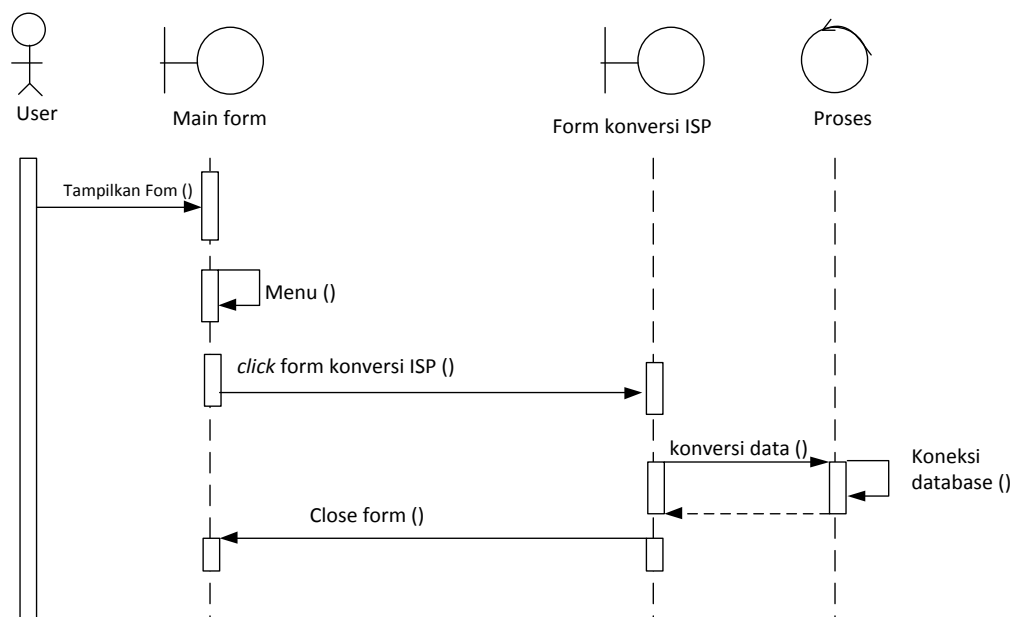 User
Main form
Form konversi ISP
Proses
Tampilkan Fom ()
Menu ()
click form konversi ISP ()
konversi data ()
Koneksi
database ()
Close form ()